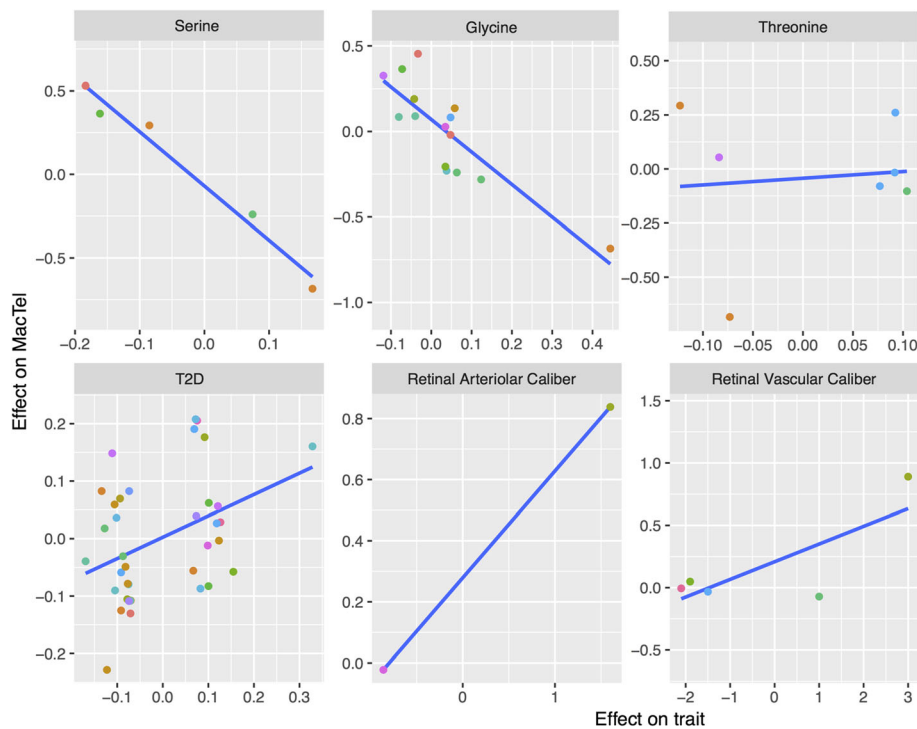 Serine
Glycine
Threonine
0.5
0.0
−0.5
−0.2 −0.1 0.0 0.1
0.5
0.0
−0.5
−1.0
−0.1 0.0 0.1 0.2 0.3 0.4
0.50
0.25
0.00
−0.25
−0.50
−0.10 −0.05 0.00 0.05 0.10
Effect on MacTel
T2D
Retinal Arteriolar Caliber
Retinal Vascular Caliber
0.2
0.1
0.0
−0.1
−0.2
−0.1 0.0 0.1 0.2 0.3
0.8
0.6
0.4
0.2
0.0
0 1
1.5
1.0
0.5
0.0
−0.5
−2 −1 0 1 2 3
Effect on trait